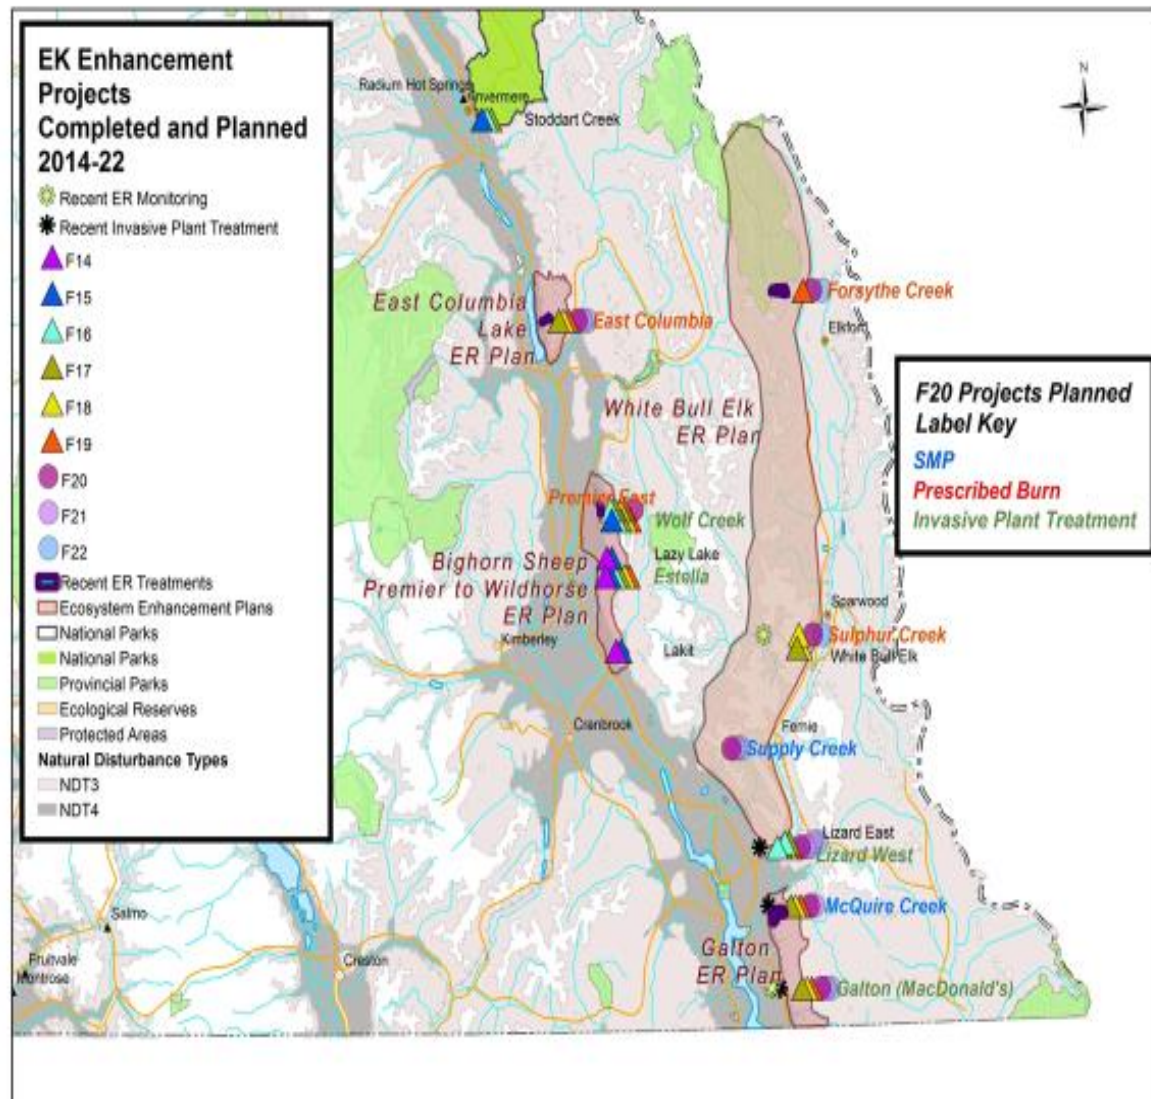 EK Enhancement
Projects
Completed and Planned
2014-22
Recent ER Monitoring
Recent Invasive Plant Treatment
F14
F15
F16
F17
F18
F19
F20
F21
F22
Recent ER Treatments
Ecosystem Enhancement Plans
National Parks
National Parks
Provincial Parks
Ecological Reserves
Protected Areas
Natural Disturbance Types
NDT3
NDT4
N
Radium Hot Springs
Invermere
Stoddart Creek
East Columbia
Lake
ER Plan
East Columbia
Forsythe Creek
Elkford
White Bull Elk
ER Plan
F20 Projects Planned
Label Key
SMP
Prescribed Burn
Invasive Plant Treatment
Premier East
Wolf Creek
Lazy Lake
Estella
Bighorn Sheep
Premier to Wildhorse
ER Plan
Sparwood
Sulphur Creek
White Bull Elk
Kimberley
Lakit
Cranbrook
Fernie
Supply Creek
Lizard East
Lizard West
McQuire Creek
Galton
ER Plan
Galton (MacDonald's)
Salmo
Fruitvale
Montrose
Creston